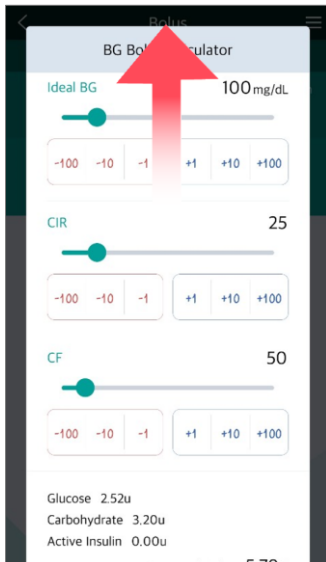 Bolus
BG Bo culator
Ideal BG 100 mg/dL
-100 -10 -1 +1 +10 +100
CIR 25
-100 -10 -1 +1 +10 +100
CF 50
-100 -10 -1 +1 +10 +100
Glucose 2.52u
Carbohydrate 3.20u
Active Insulin 0.00u